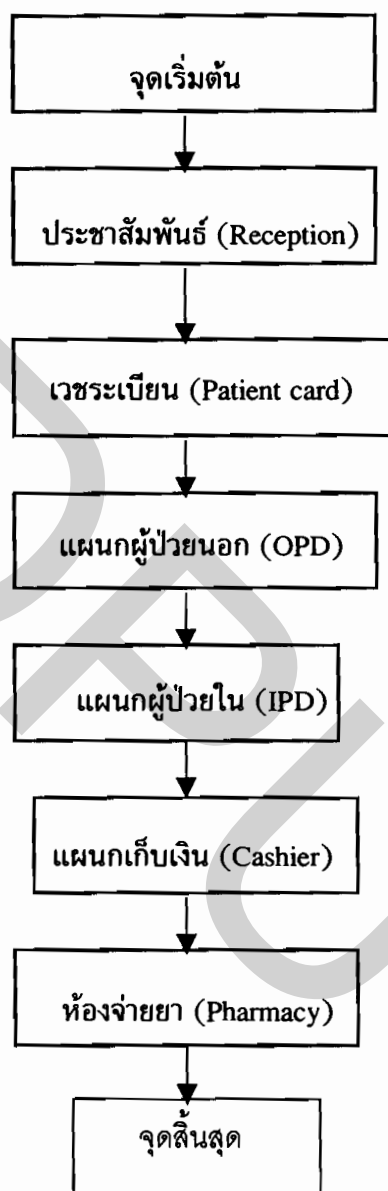 จุดเริ่มต้น
ประชาสัมพันธ์ (Reception)
เวชระเบียน (Patient card)
แผนกผู้ป่วยนอก (OPD)
แผนกผู้ป่วยใน (IPD)
แผนกเก็บเงิน (Cashier)
ห้องจ่ายยา (Pharmacy)
จุดสิ้นสุด